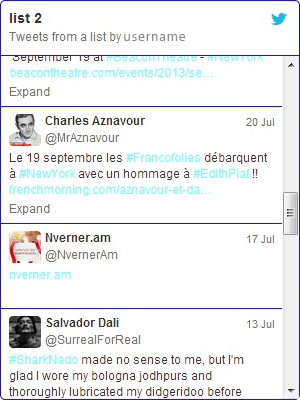 list 2
Tweets from a list by username
September 19 at #BeaconTheatre - #NewYork
beacontheatre.com/events/2013/se...
Expand
Charles Aznavour 20 Jul
@MrAznavour
Le 19 septembre les #Francofolies débarquent
à #NewYork avec un hommage à #EdithPiaf !!
frenchmorning.com/aznavour-et-da...
Expand
Nverner.am 17 Jul
@NvernerAm
nverner.am
Salvador Dali 13 Jul
@SurrealForReal
#SharkNado made no sense to me, but I'm
glad I wore my bologna jodhpurs and
thoroughly lubricated my didgeridoo before